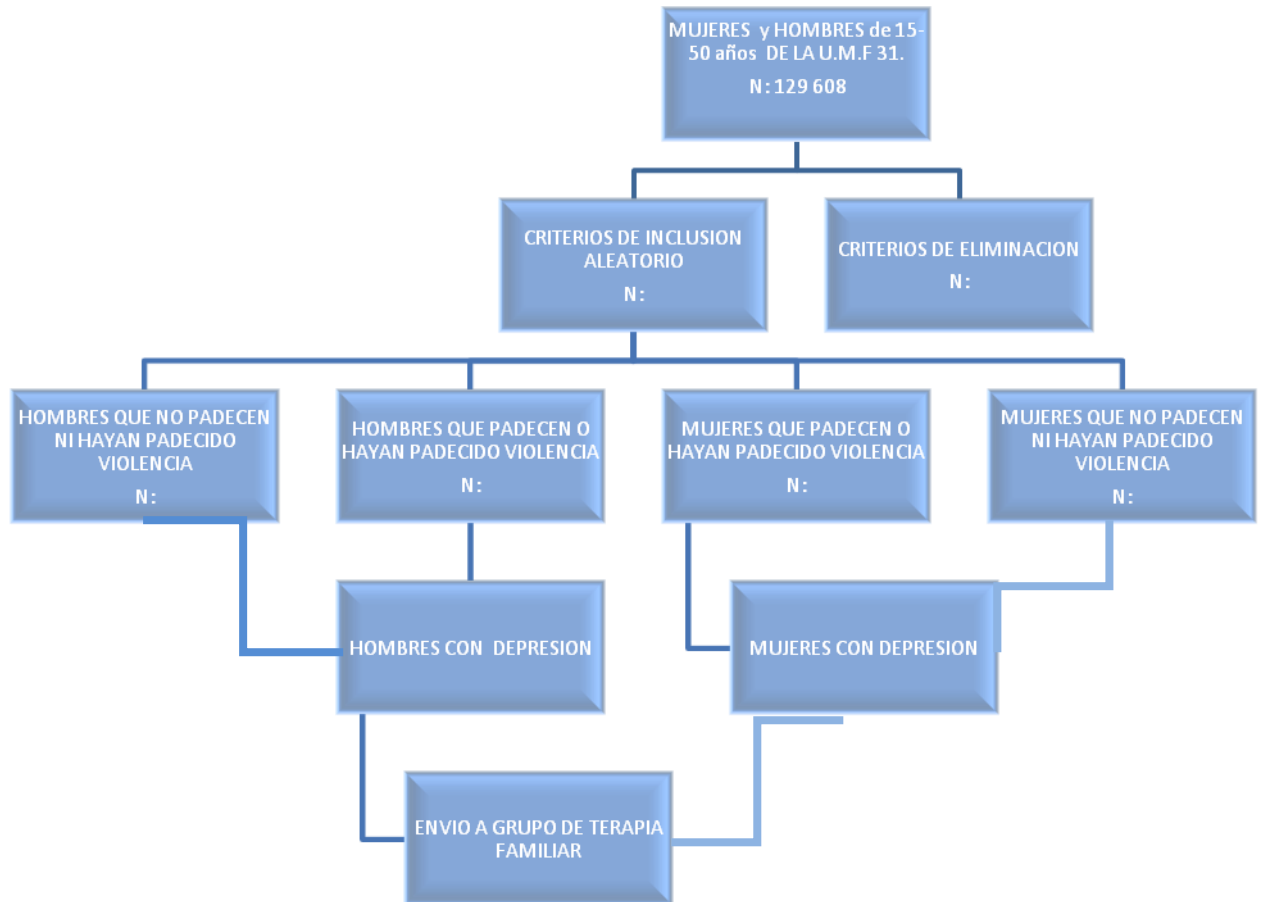 MUJERES y HOMBRES de 15-
50 años DE LA U.M.F 31.
N: 129 608
CRITERIOS DE INCLUSION
ALEATORIO
N:
CRITERIOS DE ELIMINACION
N:
HOMBRES QUE NO PADECEN
NI HAYAN PADECIDO
VIOLENCIA
N:
HOMBRES QUE PADECEN O
HAYAN PADECIDO VIOLENCIA
N:
MUJERES QUE PADECEN O
HAYAN PADECIDO VIOLENCIA
N:
MUJERES QUE NO PADECEN
NI HAYAN PADECIDO
VIOLENCIA
N:
HOMBRES CON DEPRESION
MUJERES CON DEPRESION
ENVIO A GRUPO DE TERAPIA
FAMILIAR